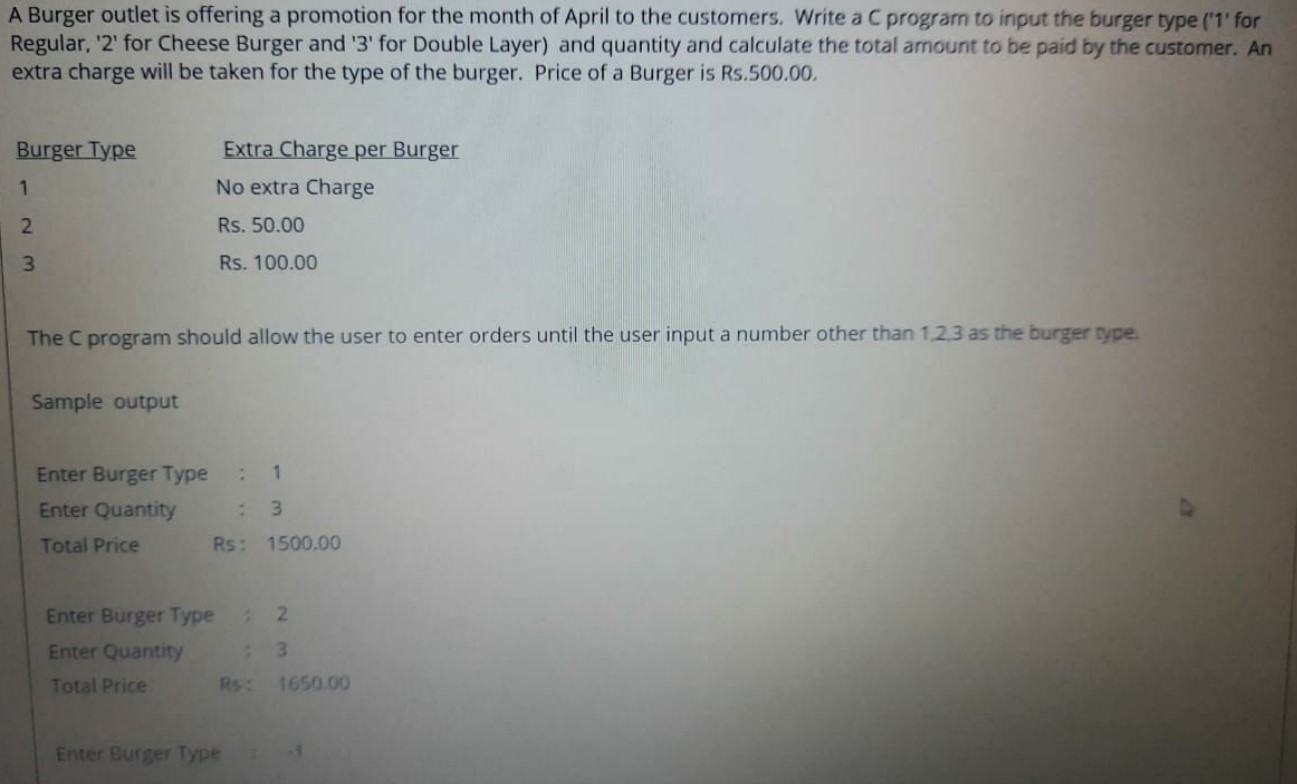 A Burger outlet is offering a promotion for the month of April to the customers. Write a C program to input the burger type ('1' for
Regular, '2' for Cheese Burger and '3' for Double Layer) and quantity and calculate the total amount to be paid by the customer. An
extra charge will be taken for the type of the burger. Price of a Burger is Rs.500.00.
Burger Type Extra Charge per Burger
1 No extra Charge
2 Rs. 50.00
3 Rs. 100.00
The C program should allow the user to enter orders until the user input a number other than 1,2,3 as the burger type.
Sample output
Enter Burger Type : 1
Enter Quantity : 3
Total Price Rs: 1500.00
Enter Burger Type : 2
Enter Quantity : 3
Total Price Rs: 1650.00
Enter Burger Type :